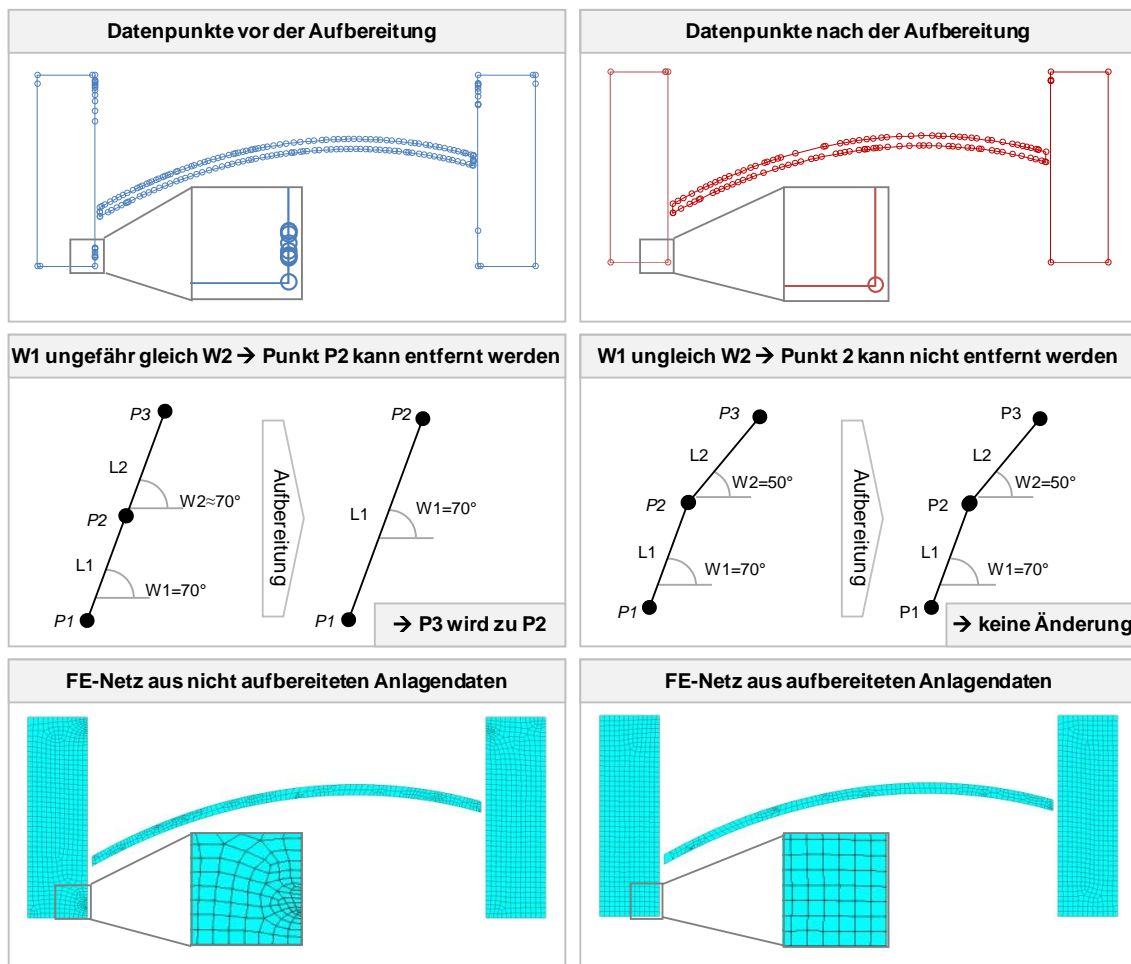 Datenpunkte vor der Aufbereitung
Datenpunkte nach der Aufbereitung
W1 ungefähr gleich W2 → Punkt P2 kann entfernt werden
P3
L2
W2≈70°
P2
L1
W1=70°
P1
Aufbereitung
P2
L1
W1=70°
P1
→ P3 wird zu P2
W1 ungleich W2 → Punkt 2 kann nicht entfernt werden
P3
L2
W2=50°
P2
L1
W1=70°
P1
Aufbereitung
P3
L2
W2=50°
P2
L1
W1=70°
P1
→ keine Änderung
FE-Netz aus nicht aufbereiteten Anlagendaten
FE-Netz aus aufbereiteten Anlagendaten